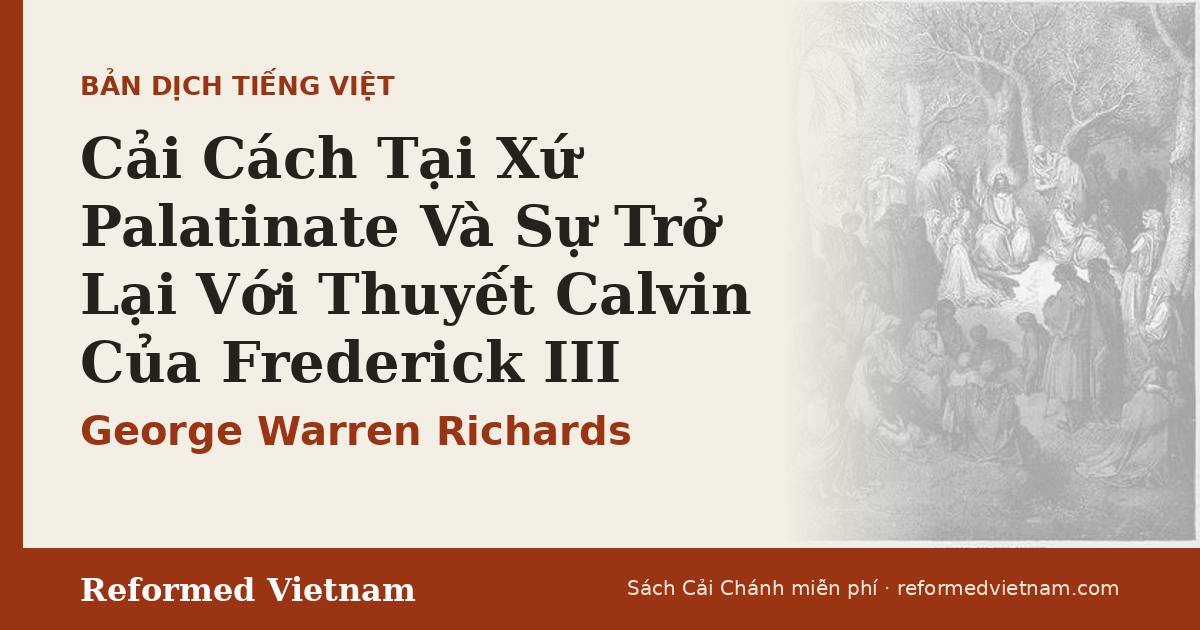 BẢN DỊCH TIẾNG VIỆT
Cải Cách Tại Xứ
Palatinate Và Sự Trở
Lại Với Thuyết Calvin
Của Frederick III
George Warren Richards
Reformed Vietnam
Sách Cải Chánh miễn phí · reformedvietnam.com